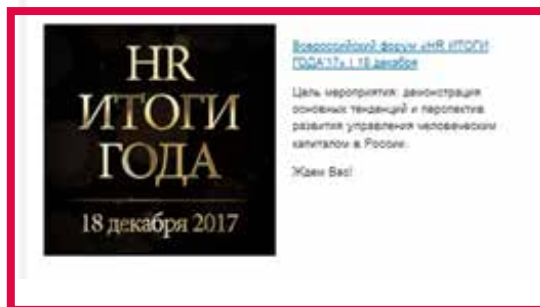 HR
ИТОГИ
ГОДА
18 декабря 2017
Всероссийский форум «HR ИТОГИ
ГОДА'17» | 18 декабря
Цель мероприятия: демонстрация
основных тенденций и перспектив
развития управления человеческим
капиталом в России.
Ждем Вас!